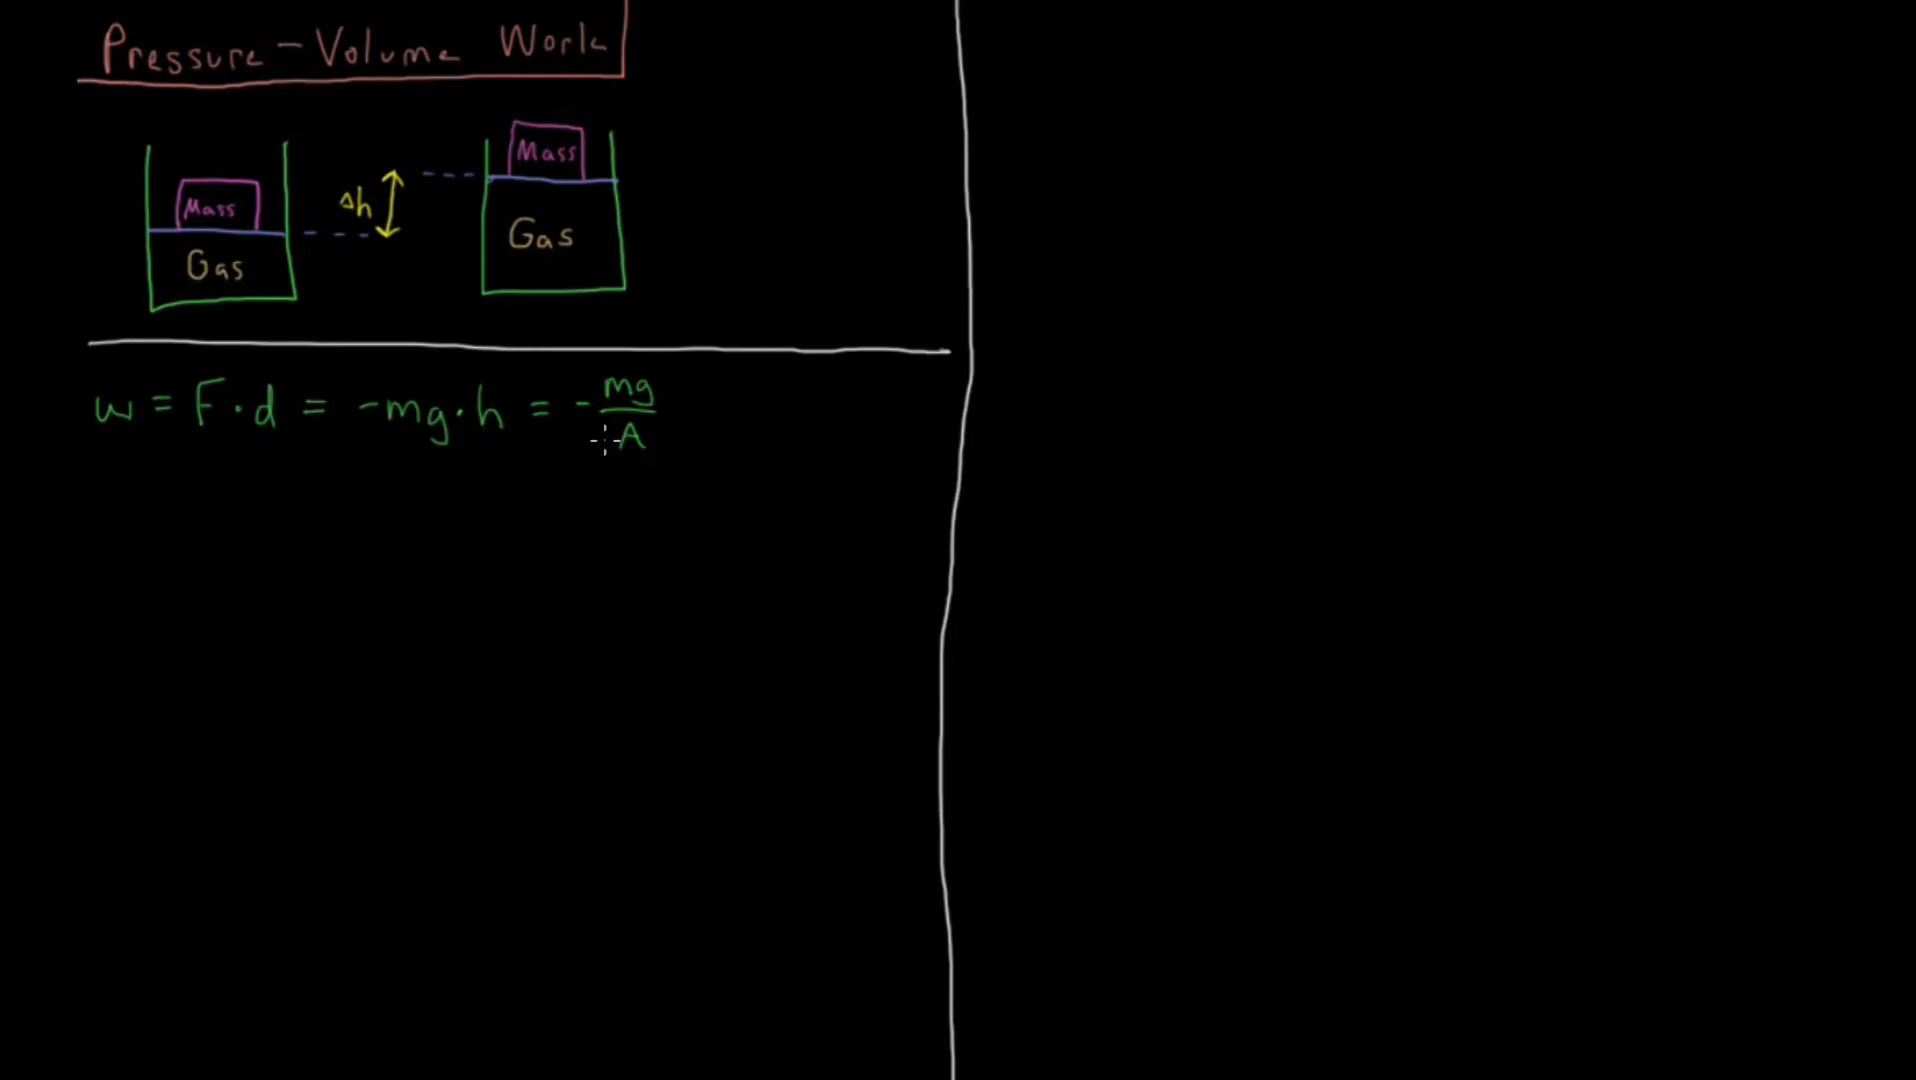 Pressure - Volume Work
Mass
Gas
Δh
Mass
Gas
w = F · d = -mg · h = - mg / A